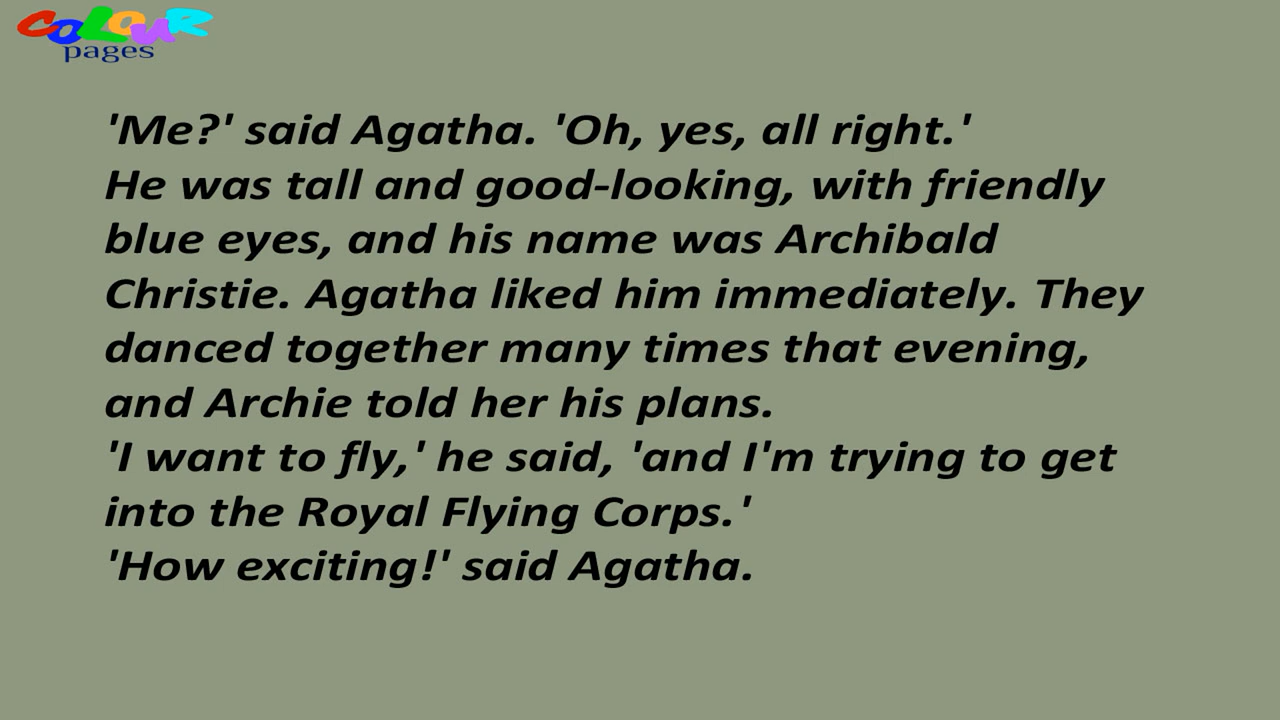 COLOUR
pages
'Me?' said Agatha. 'Oh, yes, all right.'
He was tall and good-looking, with friendly
blue eyes, and his name was Archibald
Christie. Agatha liked him immediately. They
danced together many times that evening,
and Archie told her his plans.
'I want to fly,' he said, 'and I'm trying to get
into the Royal Flying Corps.'
'How exciting!' said Agatha.